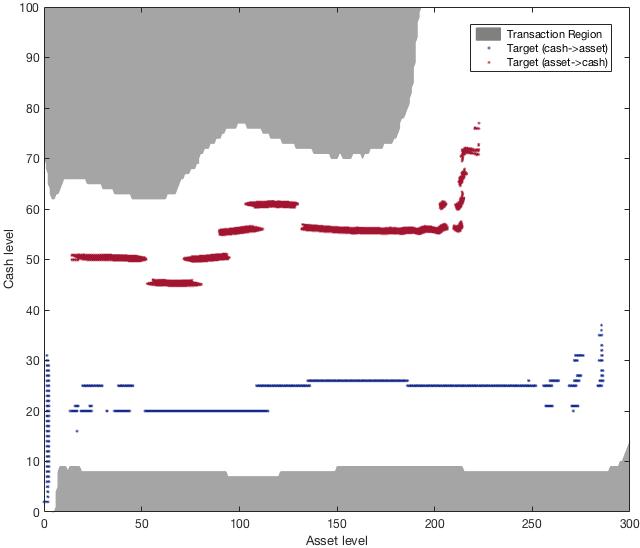 100
90
80
70
60
50
40
30
20
10
0
Cash level
Transaction Region
Target (cash->asset)
Target (asset->cash)
0 50 100 150 200 250 300
Asset level